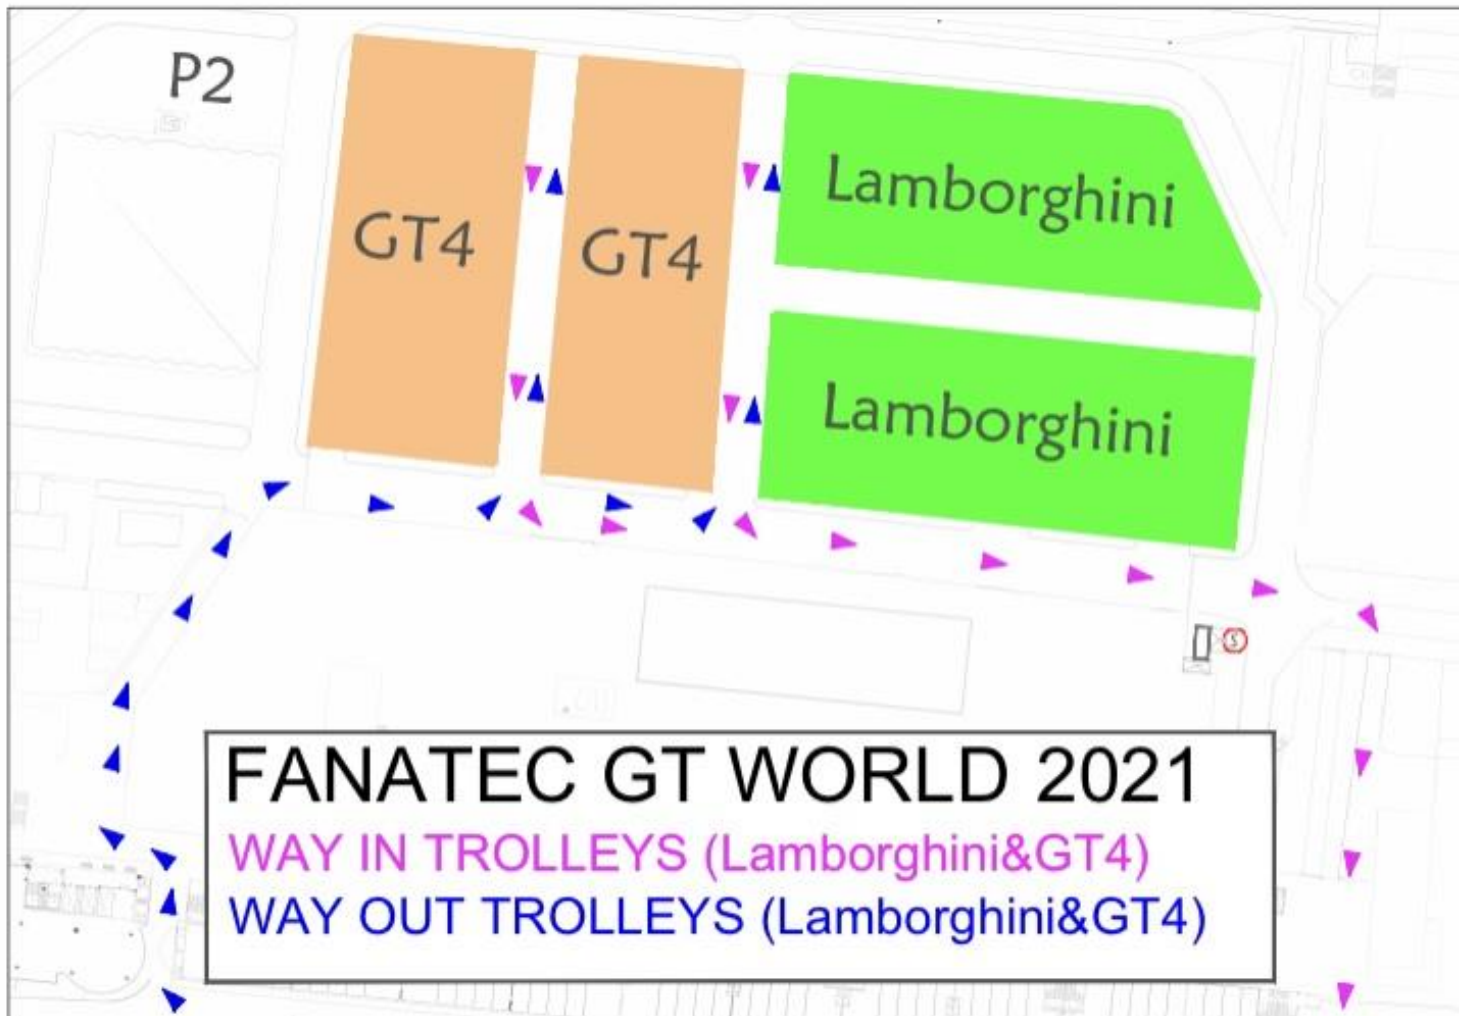 P2
GT4
GT4
Lamborghini
Lamborghini
S
FANATEC GT WORLD 2021
WAY IN TROLLEYS (Lamborghini&GT4)
WAY OUT TROLLEYS (Lamborghini&GT4)